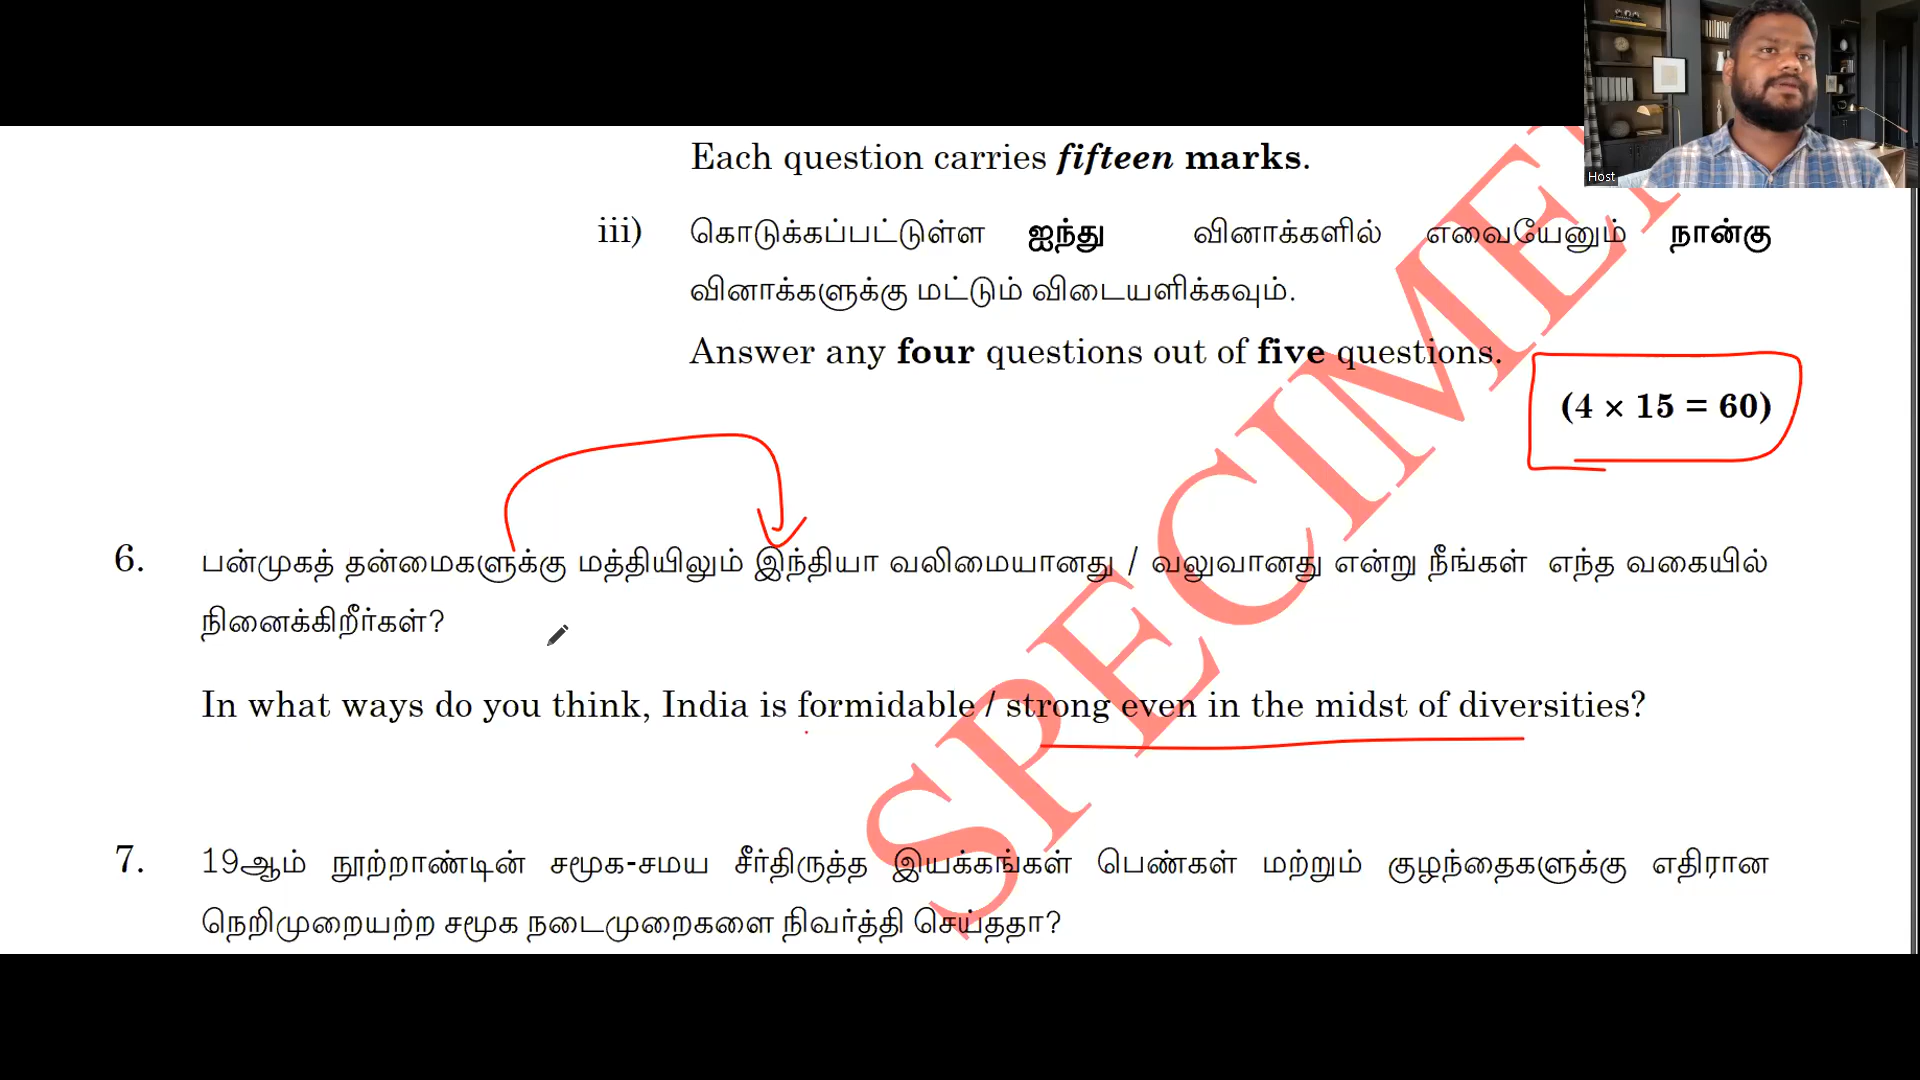 Host
Each question carries fifteen marks.
iii) கொடுக்கப்பட்டுள்ள ஐந்து வினாக்களில் எவையேனும் நான்கு
வினாக்களுக்கு மட்டும் விடையளிக்கவும்.
Answer any four questions out of five questions.
(4 × 15 = 60)
6. பன்முகத் தன்மைகளுக்கு மத்தியிலும் இந்தியா வலிமையானது / வலுவானது என்று நீங்கள் எந்த வகையில்
நினைக்கிறீர்கள்?
In what ways do you think, India is formidable / strong even in the midst of diversities?
7. 19ஆம் நூற்றாண்டின் சமூக-சமய சீர்திருத்த இயக்கங்கள் பெண்கள் மற்றும் குழந்தைகளுக்கு எதிரான
நெறிமுறையற்ற சமூக நடைமுறைகளை நிவர்த்தி செய்ததா?
SPECIMEN